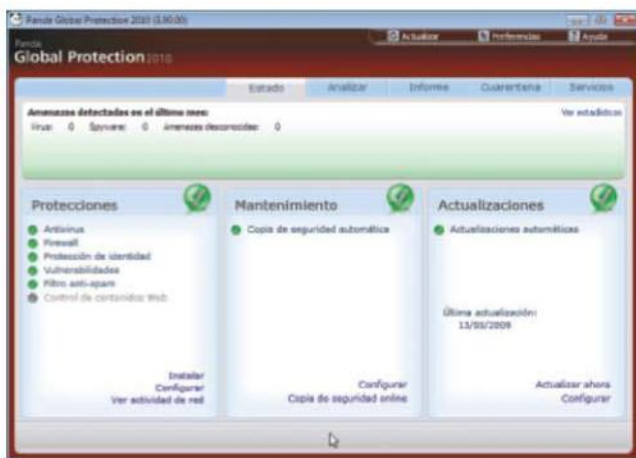 Panda Global Protection 2010 (3.00.00)
Actualizar Preferencias Ayuda
Panda
Global Protection 2010
Estado Analizar Informe Cuarentena Servicios
Amenazas detectadas en el último mes: Ver estadísticas
Virus: 0 Spyware: 0 Amenazas desconocidas: 0
Protecciones
Antivirus
Firewall
Protección de identidad
Vulnerabilidades
Filtro anti-spam
Control de contenidos Web
Instalar
Configurar
Ver actividad de red
Mantenimiento
Copia de seguridad automática
Configurar
Copia de seguridad online
Actualizaciones
Actualizaciones automáticas
Última actualización:
13/05/2009
Actualizar ahora
Configurar